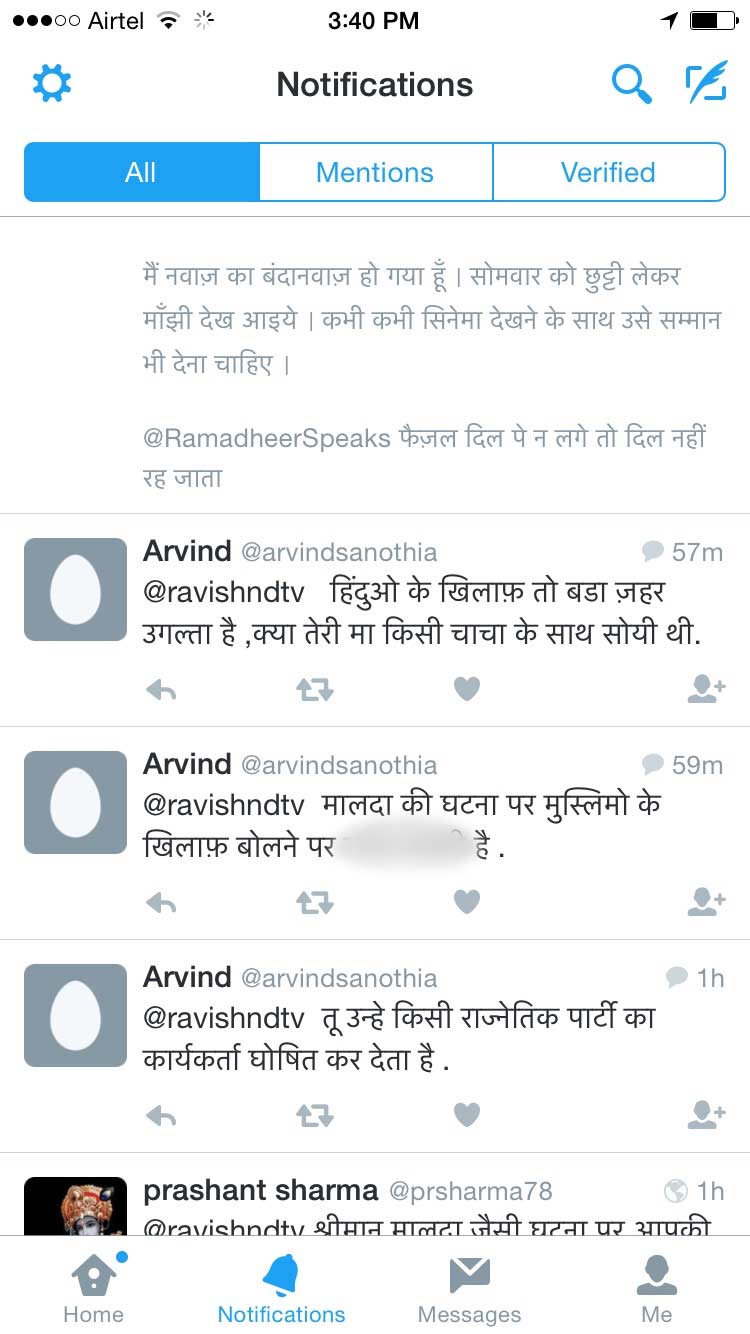 Airtel 3:40 PM
Notifications
All Mentions Verified
मैं नवाज़ का बंदानवाज़ हो गया हूँ । सोमवार को छुट्टी लेकर
माँझी देख आइये । कभी कभी सिनेमा देखने के साथ उसे सम्मान
भी देना चाहिए ।
@RamadheerSpeaks फैज़ल दिल पे न लगे तो दिल नहीं
रह जाता
Arvind @arvindsanothia 57m
@ravishndtv हिंदुओ के खिलाफ़ तो बडा ज़हर
उगल्ता है ,क्या तेरी मा किसी चाचा के साथ सोयी थी.
Arvind @arvindsanothia 59m
@ravishndtv मालदा की घटना पर मुस्लिमो के
खिलाफ़ बोलने पर है .
Arvind @arvindsanothia 1h
@ravishndtv तू उन्हे किसी राज्नेतिक पार्टी का
कार्यकर्ता घोषित कर देता है .
prashant sharma @prsharma78 1h
@ravishndtv श्रीमान मालदा जैसी घटना पर आपकी
Home Notifications Messages Me